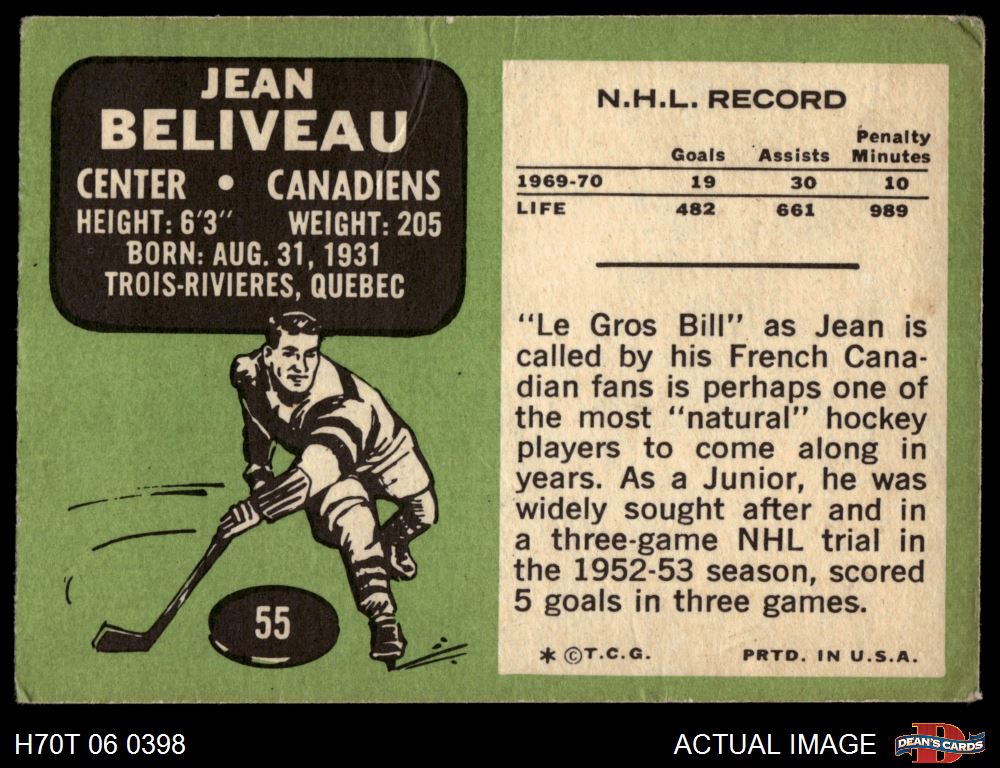 JEAN
BELIVEAU
CENTER • CANADIENS
HEIGHT: 6'3" WEIGHT: 205
BORN: AUG. 31, 1931
TROIS-RIVIERES, QUEBEC
55
N.H.L. RECORD
Goals Assists Penalty Minutes
1969-70 19 30 10
LIFE 482 661 989
"Le Gros Bill" as Jean is
called by his French Cana-
dian fans is perhaps one of
the most "natural" hockey
players to come along in
years. As a Junior, he was
widely sought after and in
a three-game NHL trial in
the 1952-53 season, scored
5 goals in three games.
* ©T.C.G. PRTD. IN U.S.A.
H70T 06 0398
ACTUAL IMAGE
D
DEAN'S CARDS